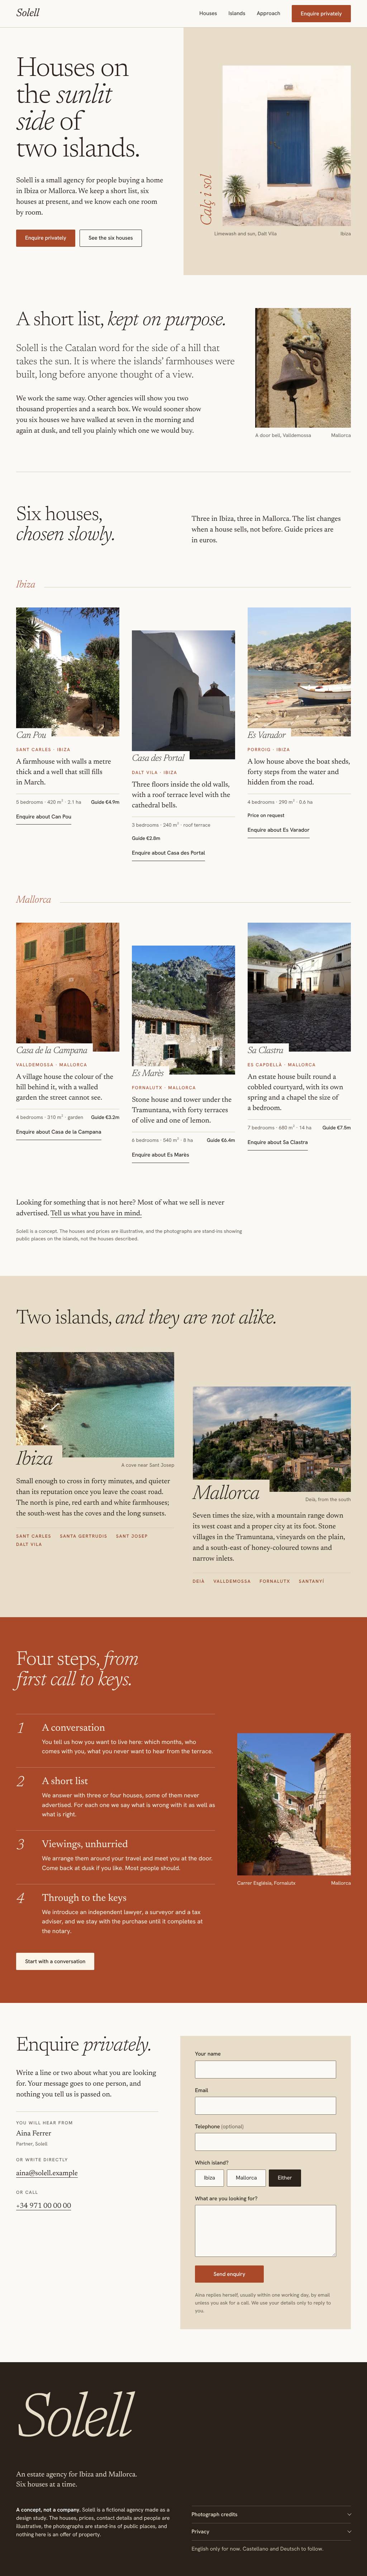 Solell
Houses
Islands
Approach
Enquire privately
Houses on
the sunlit
side of
two islands.
Solell is a small agency for people buying a home
in Ibiza or Mallorca. We keep a short list, six
houses at present, and we know each one room
by room.
Enquire privately
See the six houses
Calç i sol
Limewash and sun, Dalt Vila
Ibiza
A short list, kept on purpose.
Solell is the Catalan word for the side of a hill that
takes the sun. It is where the islands' farmhouses were
built, long before anyone thought of a view.
We work the same way. Other agencies will show you two
thousand properties and a search box. We would sooner show
you six houses we have walked at seven in the morning and
again at dusk, and tell you plainly which one we would buy.
A door bell, Valldemossa
Mallorca
Six houses,
chosen slowly.
Three in Ibiza, three in Mallorca. The list changes
when a house sells, not before. Guide prices are
in euros.
Ibiza
Can Pou
SANT CARLES · IBIZA
A farmhouse with walls a metre
thick and a well that still fills
in March.
5 bedrooms · 420 m² · 2.1 ha
Guide €4.9m
Enquire about Can Pou
Casa des Portal
DALT VILA · IBIZA
Three floors inside the old walls,
with a roof terrace level with the
cathedral bells.
3 bedrooms · 240 m² · roof terrace
Guide €2.8m
Enquire about Casa des Portal
Es Varador
PORROIG · IBIZA
A low house above the boat sheds,
forty steps from the water and
hidden from the road.
4 bedrooms · 290 m² · 0.6 ha
Price on request
Enquire about Es Varador
Mallorca
Casa de la Campana
VALLDEMOSSA · MALLORCA
A village house the colour of the
hill behind it, with a walled
garden the street cannot see.
4 bedrooms · 310 m² · garden
Guide €3.2m
Enquire about Casa de la Campana
Es Marès
FORNALUTX · MALLORCA
Stone house and tower under the
Tramuntana, with forty terraces
of olive and one of lemon.
6 bedrooms · 540 m² · 8 ha
Guide €6.4m
Enquire about Es Marès
Sa Clastra
ES CAPDELLÀ · MALLORCA
An estate house built round a
cobbled courtyard, with its own
spring and a chapel the size of
a bedroom.
7 bedrooms · 680 m² · 14 ha
Guide €7.5m
Enquire about Sa Clastra
Looking for something that is not here? Most of what we sell is never
advertised. Tell us what you have in mind.
Solell is a concept. The houses and prices are illustrative, and the photographs are stand-ins showing
public places on the islands, not the houses described.
Two islands, and they are not alike.
Ibiza
A cove near Sant Josep
Small enough to cross in forty minutes, and quieter
than its reputation once you leave the coast road.
The north is pine, red earth and white farmhouses;
the south-west has the coves and the long sunsets.
SANT CARLES
SANTA GERTRUDIS
SANT JOSEP
DALT VILA
Mallorca
Deià, from the south
Seven times the size, with a mountain range down
its west coast and a proper city at its foot. Stone
villages in the Tramuntana, vineyards on the plain,
and a south-east of honey-coloured towns and
narrow inlets.
DEIÀ
VALLDEMOSSA
FORNALUTX
SANTANYÍ
Four steps, from
first call to keys.
1
A conversation
You tell us how you want to live here: which months, who
comes with you, what you never want to hear from the terrace.
2
A short list
We answer with three or four houses, some of them never
advertised. For each one we say what is wrong with it as well as
what is right.
3
Viewings, unhurried
We arrange them around your travel and meet you at the door.
Come back at dusk if you like. Most people should.
4
Through to the keys
We introduce an independent lawyer, a surveyor and a tax
adviser, and we stay with the purchase until it completes at
the notary.
Start with a conversation
Carrer Església, Fornalutx
Mallorca
Enquire privately.
Write a line or two about what you are looking
for. Your message goes to one person, and
nothing you tell us is passed on.
YOU WILL HEAR FROM
Aina Ferrer
Partner, Solell
OR WRITE DIRECTLY
aina@solell.example
OR CALL
+34 971 00 00 00
Your name
Email
Telephone (optional)
Which island?
Ibiza
Mallorca
Either
What are you looking for?
Send enquiry
Aina replies herself, usually within one working day, by email
unless you ask for a call. We use your details only to reply to
you.
Solell
An estate agency for Ibiza and Mallorca.
Six houses at a time.
A concept, not a company. Solell is a fictional agency made as a
design study. The houses, prices, contact details and people are
illustrative, the photographs are stand-ins of public places, and
nothing here is an offer of property.
Photograph credits
Privacy
English only for now. Castellano and Deutsch to follow.